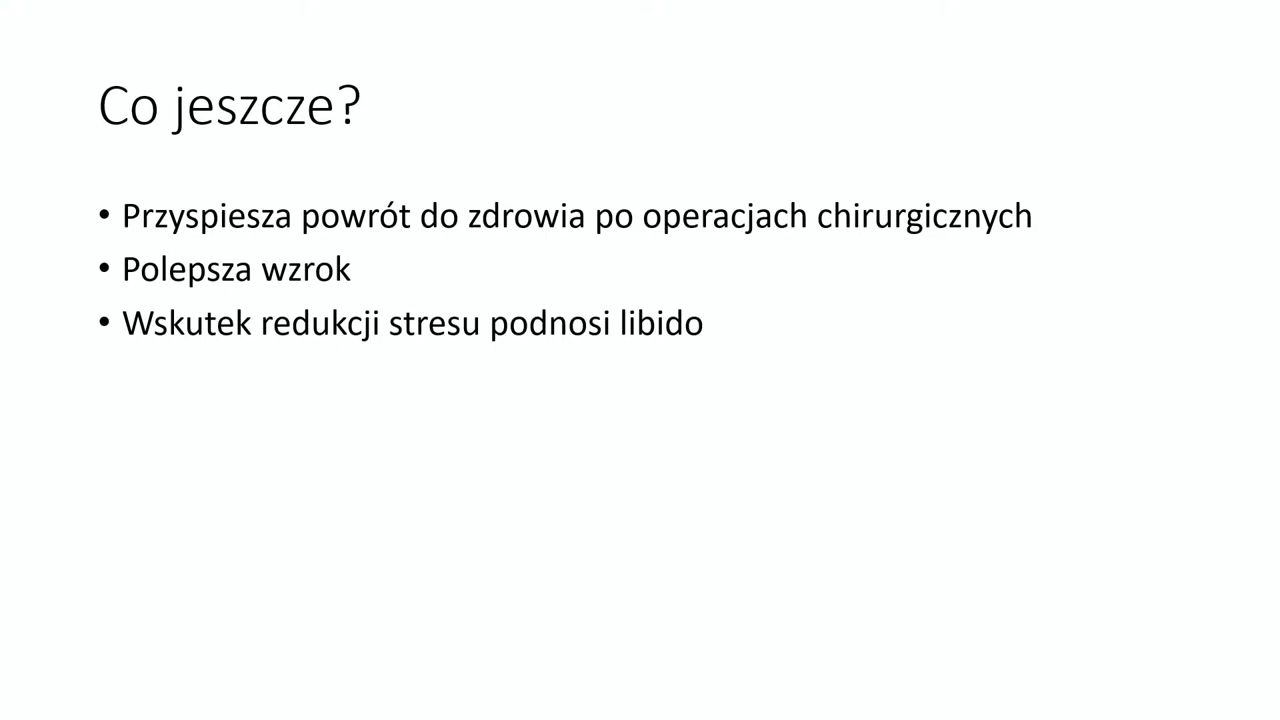 Co jeszcze?
• Przyspiesza powrót do zdrowia po operacjach chirurgicznych
• Polepsza wzrok
• Wskutek redukcji stresu podnosi libido